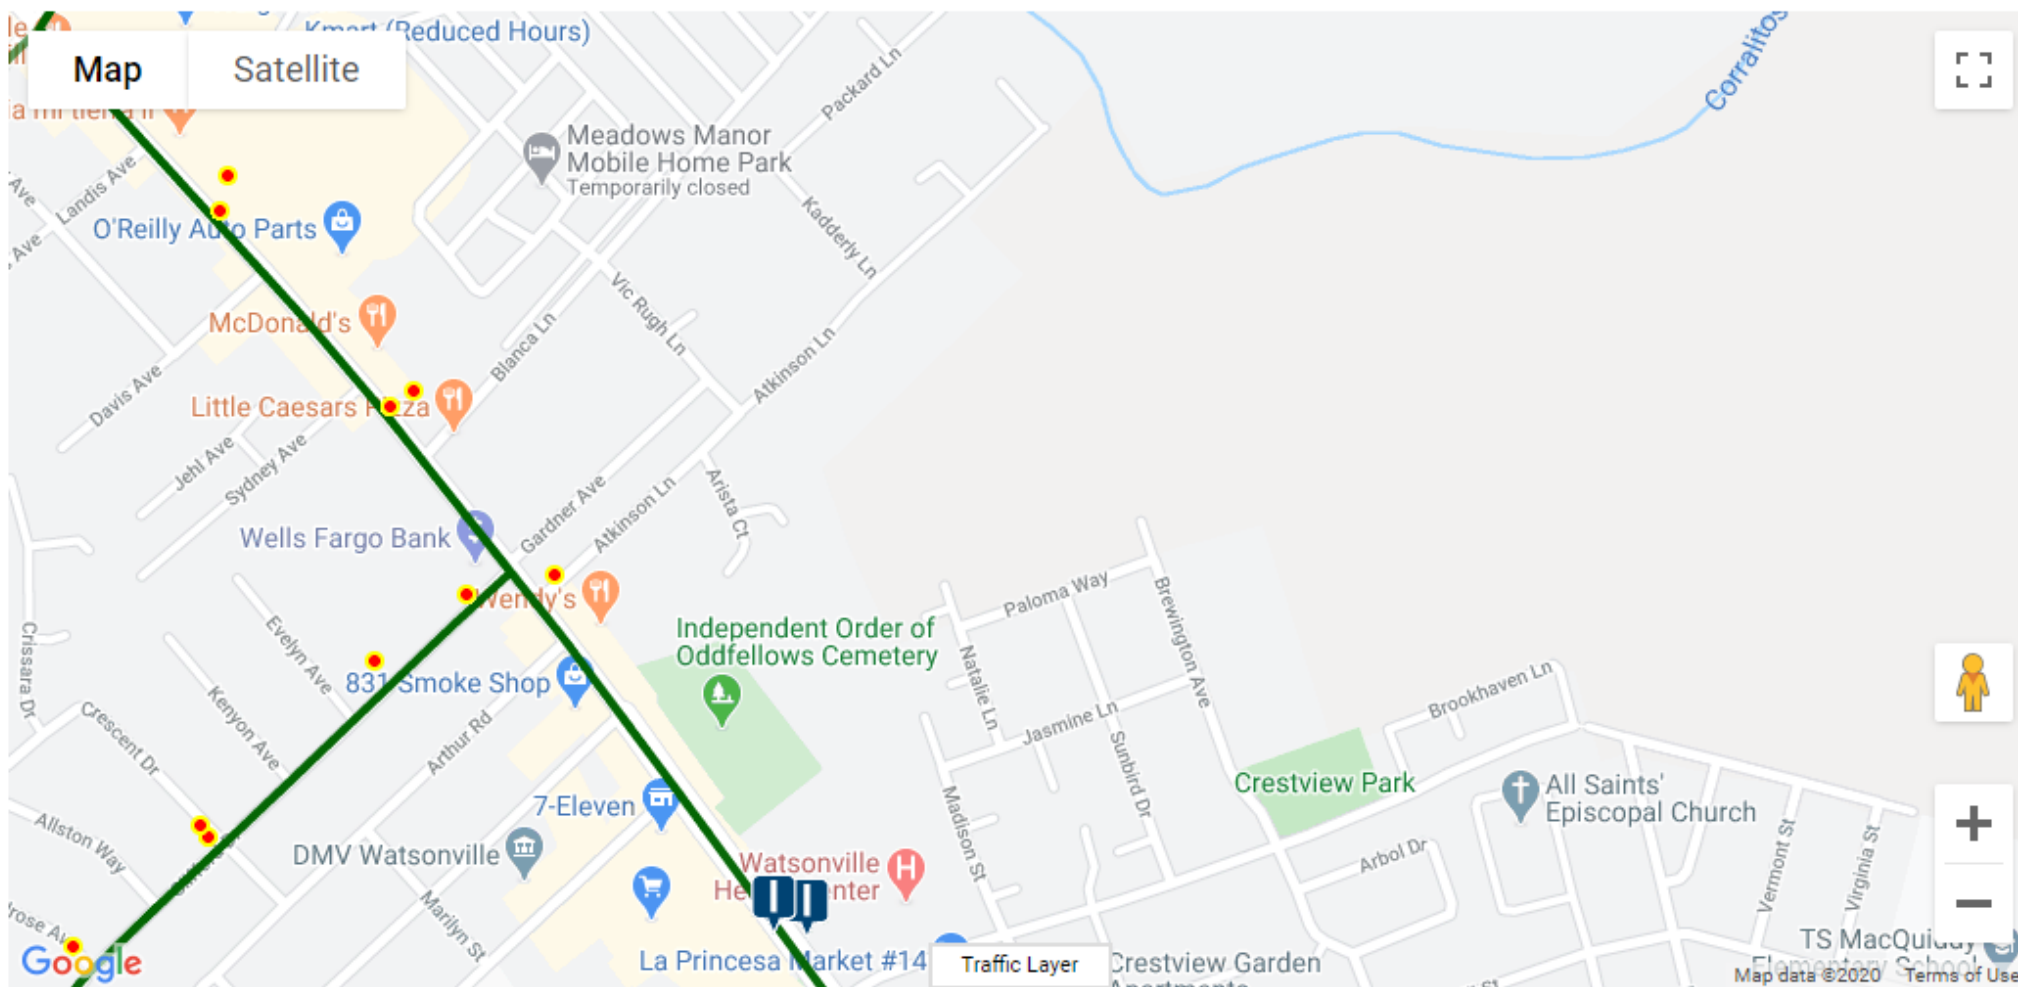 Kmart (Reduced Hours)
Map
Satellite
Corralitos
Packard Ln
Meadows Manor
Mobile Home Park
Temporarily closed
Landis Ave
Ave
Ave
O'Reilly Auto Parts
Kadderly Ln
Vic Rugh Ln
McDonald's
Blanca Ln
Atkinson Ln
Davis Ave
Little Caesars Pizza
Jehl Ave
Sydney Ave
Arista Ct
Gardner Ave
Atkinson Ln
Wells Fargo Bank
Wendy's
Paloma Way
Brewington Ave
Independent Order of
Oddfellows Cemetery
Evelyn Ave
Crissara Dr
831 Smoke Shop
Natalie Ln
Kenyon Ave
Crescent Dr
Arthur Rd
Jasmine Ln
Sunbird Dr
Brookhaven Ln
Crestview Park
All Saints'
Episcopal Church
7-Eleven
Madison St
Allston Way
DMV Watsonville
Watsonville
Arbol Dr
Vermont St
Virginia St
Marilyn St
La Princesa Market #14
Traffic Layer
Crestview Garden
TS MacQuiddy
Elementary School
Google
Map data ©2020
Terms of Use